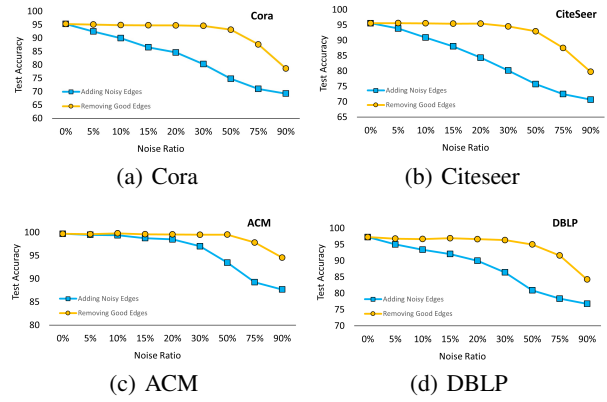 Cora
Test Accuracy
100
95
90
85
80
75
70
65
60
Adding Noisy Edges
Removing Good Edges
0% 5% 10% 15% 20% 30% 50% 75% 90%
Noise Ratio
(a) Cora
CiteSeer
Test Accuracy
100
95
90
85
80
75
70
65
Adding Noisy Edges
Removing Good Edges
0% 5% 10% 15% 20% 30% 50% 75% 90%
Noise Ratio
(b) Citeseer
ACM
Test Accuracy
100
95
90
85
80
Adding Noisy Edges
Removing Good Edges
0% 5% 10% 15% 20% 30% 50% 75% 90%
Noise Ratio
(c) ACM
DBLP
Test Accuracy
100
95
90
85
80
75
70
Adding Noisy Edges
Removing Good Edges
0% 5% 10% 15% 20% 30% 50% 75% 90%
Noise Ratio
(d) DBLP